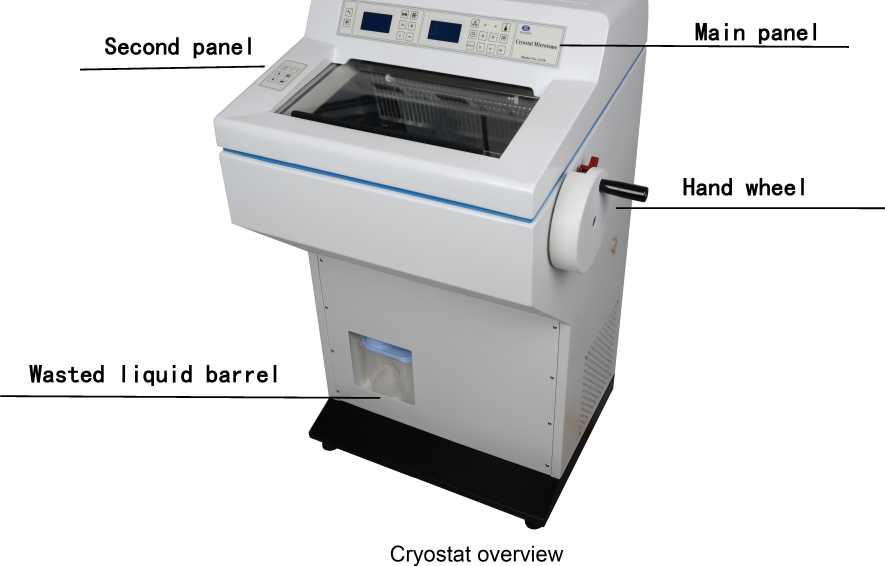 Main panel
Second panel
Cryostat Microtome
Hand wheel
Wasted liquid barrel
Cryostat overview